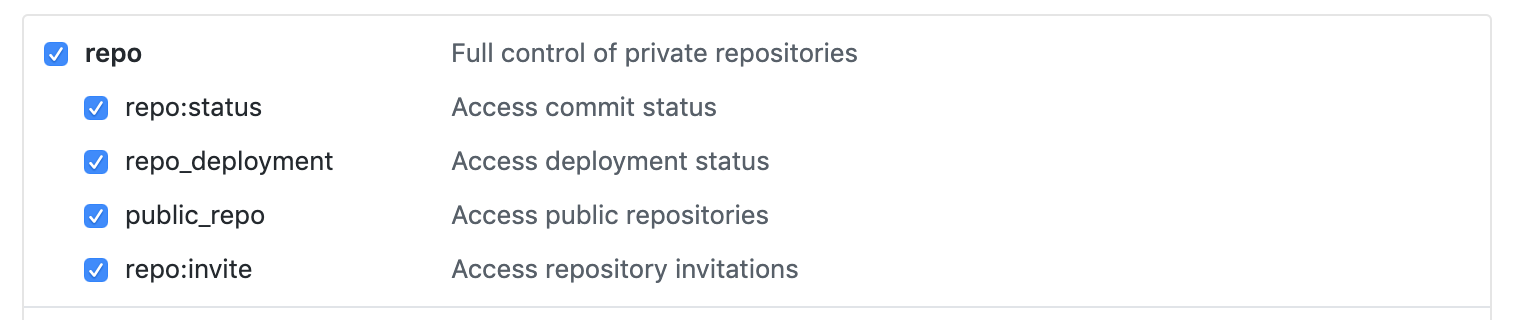 repo Full control of private repositories
repo:status Access commit status
repo_deployment Access deployment status
public_repo Access public repositories
repo:invite Access repository invitations